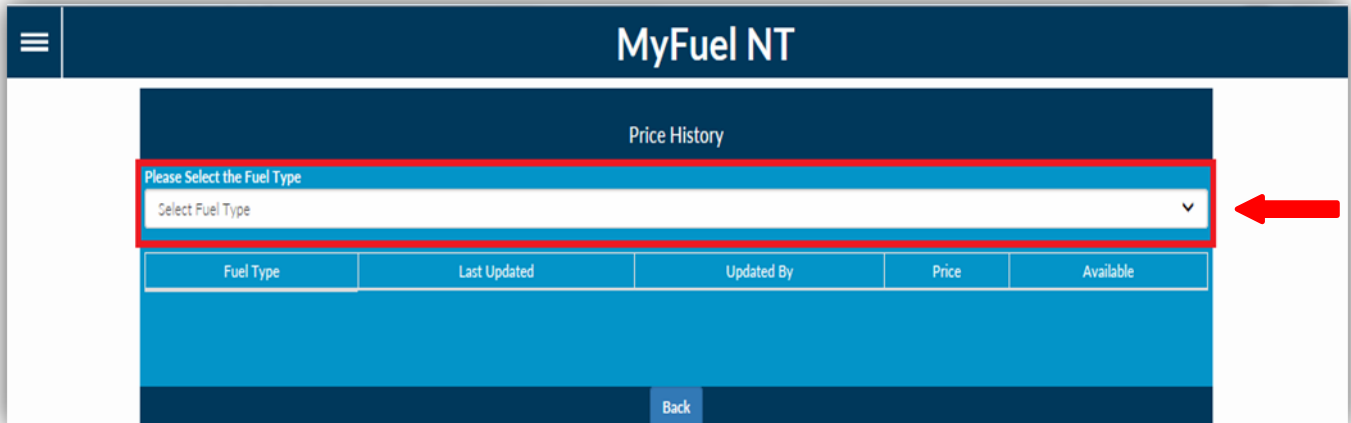 MyFuel NT
Price History
Please Select the Fuel Type
Select Fuel Type
Fuel Type Last Updated Updated By Price Available
Back